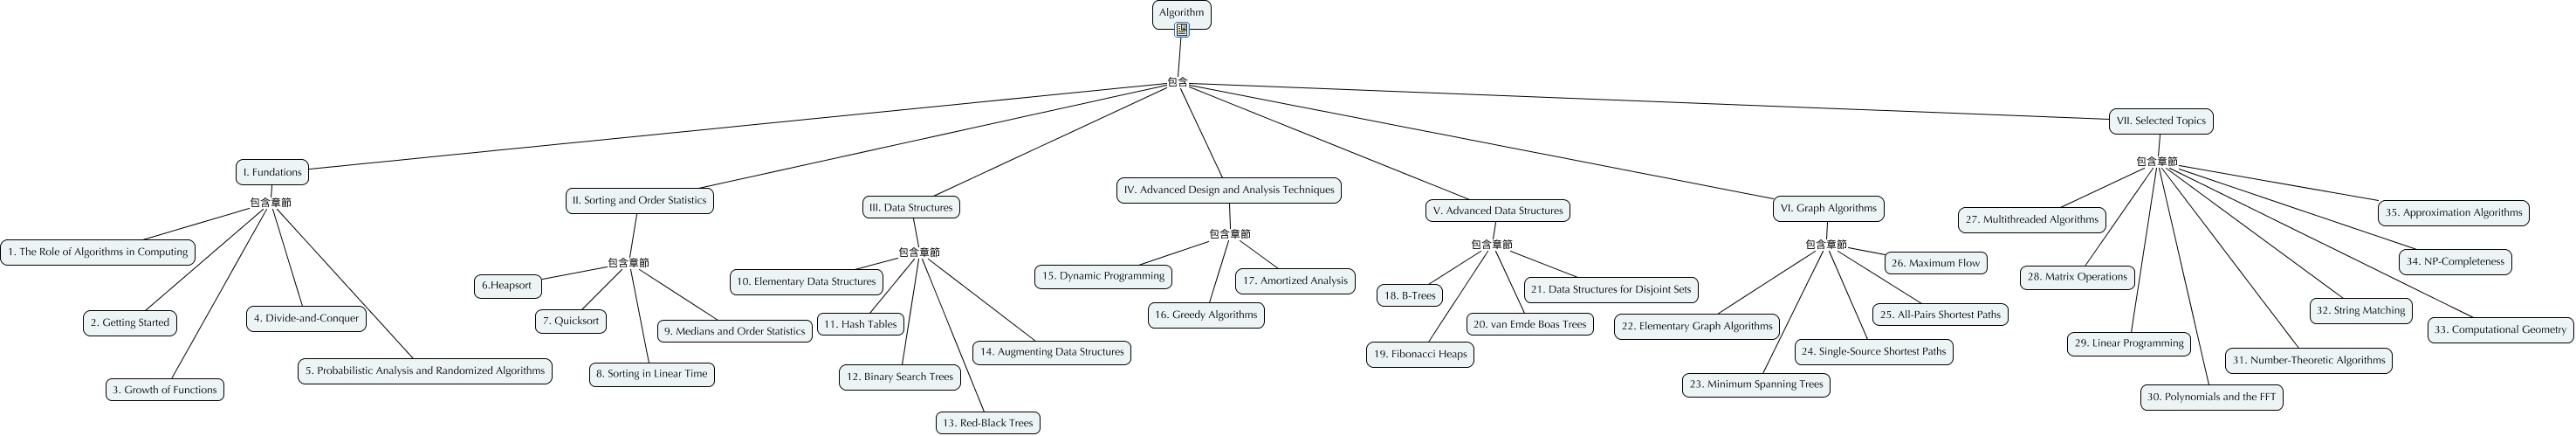 Algorithm
包含
I. Fundations
包含章節
1. The Role of Algorithms in Computing
2. Getting Started
3. Growth of Functions
4. Divide-and-Conquer
5. Probabilistic Analysis and Randomized Algorithms
II. Sorting and Order Statistics
包含章節
6.Heapsort
7. Quicksort
8. Sorting in Linear Time
9. Medians and Order Statistics
III. Data Structures
包含章節
10. Elementary Data Structures
11. Hash Tables
12. Binary Search Trees
13. Red-Black Trees
14. Augmenting Data Structures
IV. Advanced Design and Analysis Techniques
包含章節
15. Dynamic Programming
16. Greedy Algorithms
17. Amortized Analysis
V. Advanced Data Structures
包含章節
18. B-Trees
19. Fibonacci Heaps
20. van Emde Boas Trees
21. Data Structures for Disjoint Sets
VI. Graph Algorithms
包含章節
22. Elementary Graph Algorithms
23. Minimum Spanning Trees
24. Single-Source Shortest Paths
25. All-Pairs Shortest Paths
26. Maximum Flow
VII. Selected Topics
包含章節
27. Multithreaded Algorithms
28. Matrix Operations
29. Linear Programming
30. Polynomials and the FFT
31. Number-Theoretic Algorithms
32. String Matching
33. Computational Geometry
34. NP-Completeness
35. Approximation Algorithms